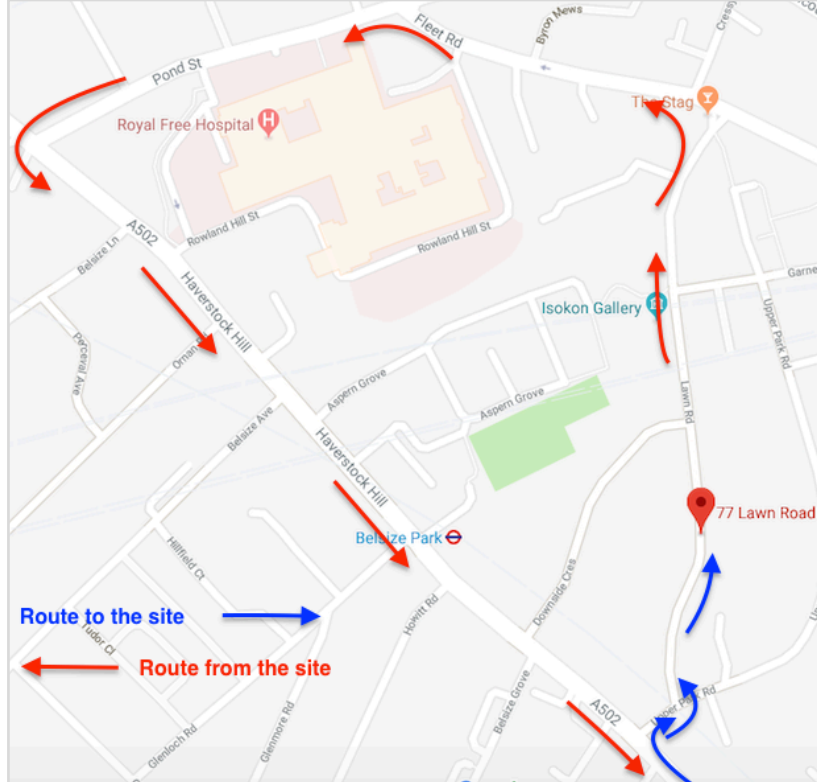 Fleet Rd
Byron Mews
Cressy
Pond St
The Stag
Royal Free Hospital
H
Rowland Hill St
Rowland Hill St
A502
Belsize Ln
Haverstock Hill
Isokon Gallery
Garne
Upper Park Rd
Perceval Ave
Ornan
Lawn Rd
Aspern Grove
Aspern Grove
Belsize Ave
Haverstock Hill
77 Lawn Road
Belsize Park
Hillfield Ct
Downside Cres
Howitt Rd
Route to the site
Tudor Cl
Route from the site
Upper Park Rd
Belsize Grove
A502
Glenmore Rd
Glenloch Rd